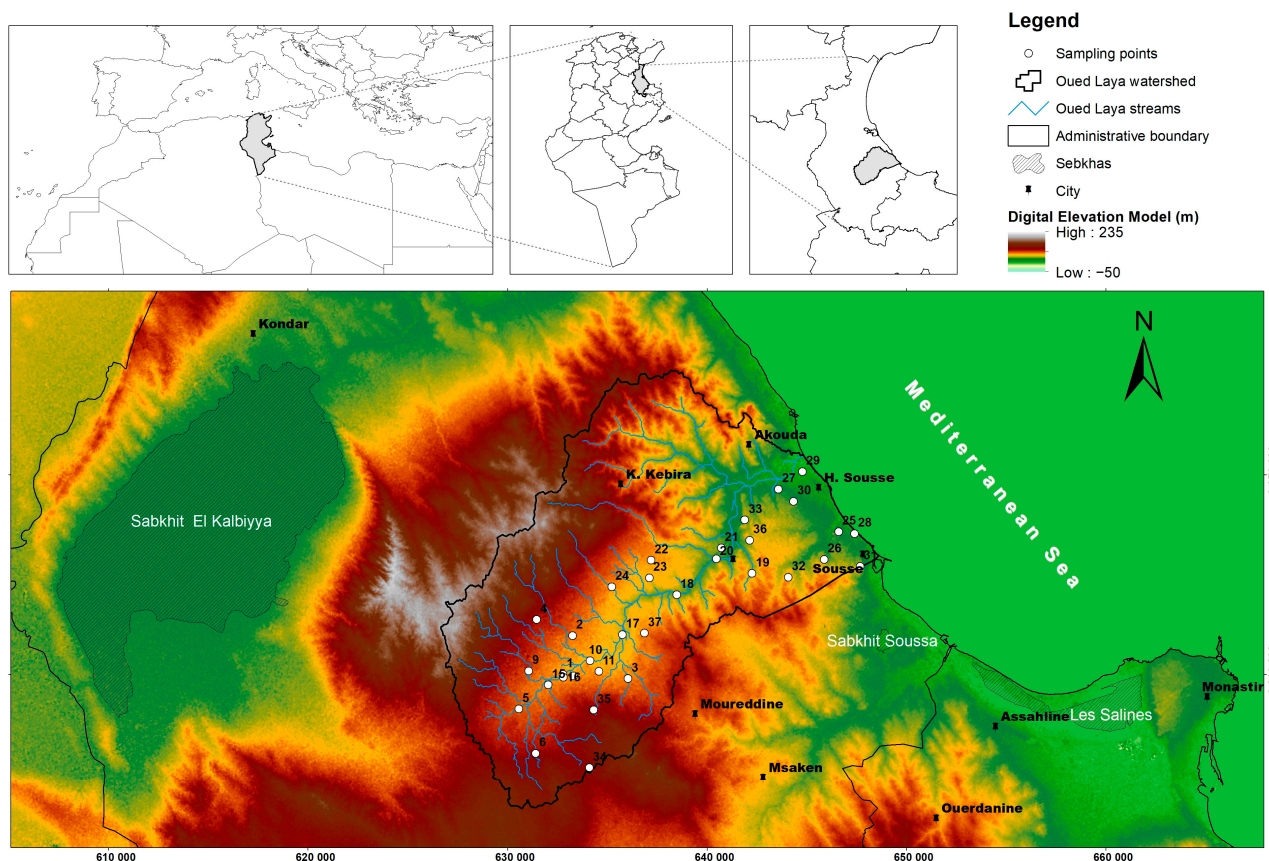 Legend
Sampling points
Oued Laya watershed
Oued Laya streams
Administrative boundary
Sebkhas
City
Digital Elevation Model (m)
High : 235
Low : −50
Kondar
N
Mediterranean Sea
Akouda
29
K. Kebira
27
H. Sousse
30
Sabkhit El Kalbiyya
33
25
28
36
21
22
20
26
31
23
19
32
Sousse
24
18
4
2
17
37
Sabkhit Soussa
10
9
1
11
3
15
16
Monastir
5
35
Moureddine
Assahline
Les Salines
6
34
Msaken
Ouerdanine
610 000
620 000
630 000
640 000
650 000
660 000